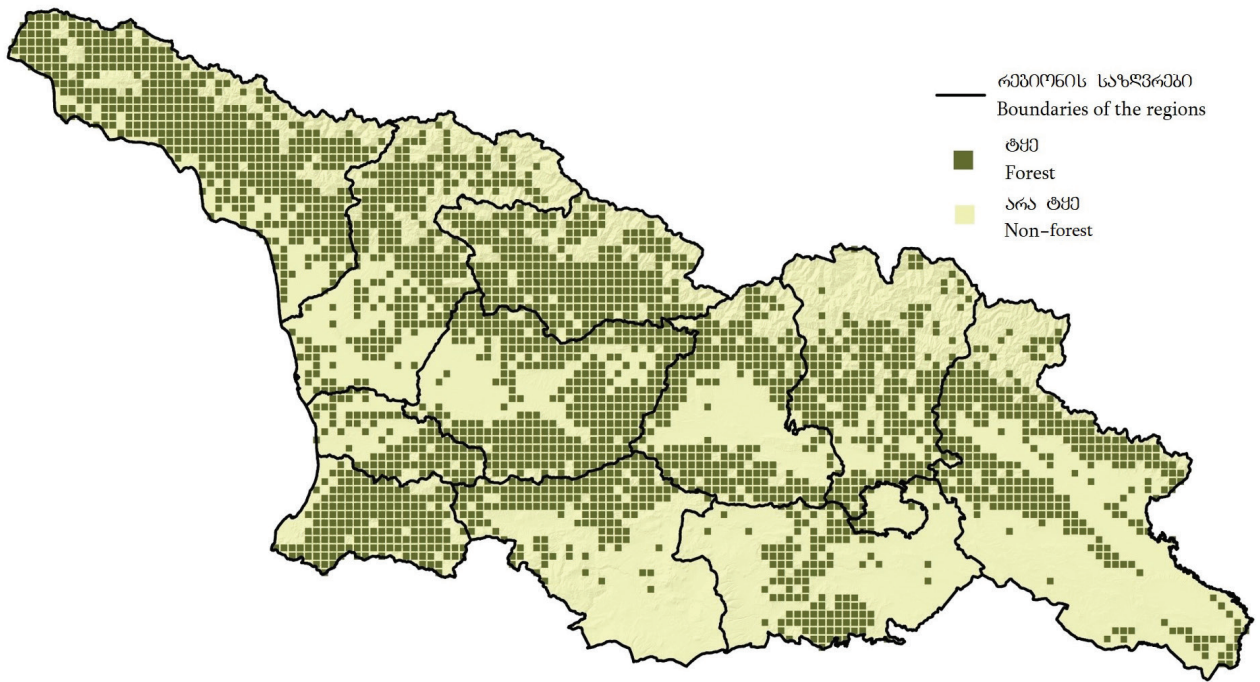 რეგიონის საზღვრები
Boundaries of the regions
ტყე
Forest
არა ტყე
Non-forest